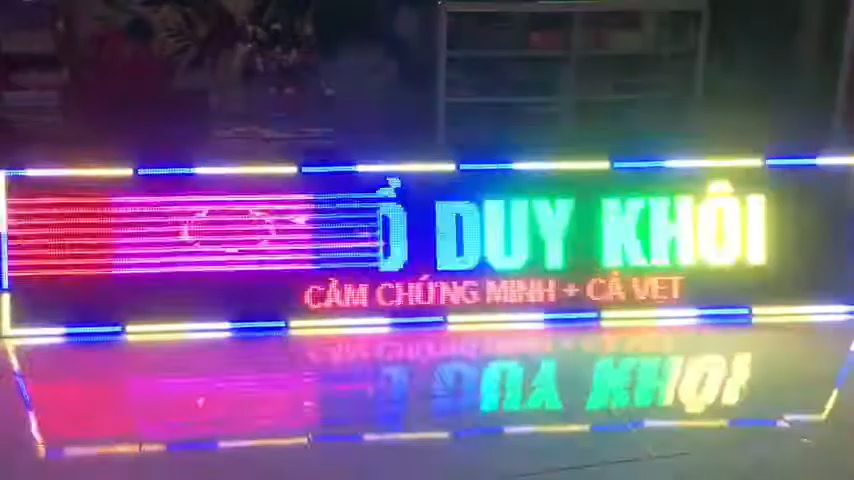 DUY KHÔI
CẦM CHỨNG MINH + CÀ VẸT